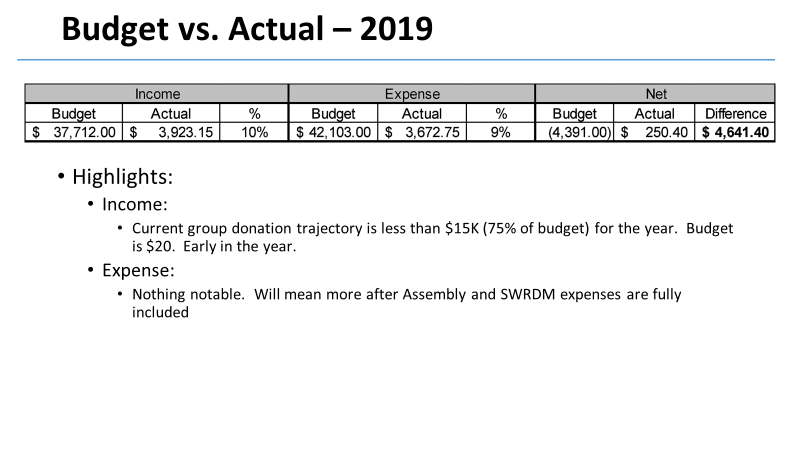 Budget vs. Actual – 2019
Income Expense Net
Budget Actual % Budget Actual % Budget Actual Difference
$ 37,712.00 $ 3,923.15 10% $ 42,103.00 $ 3,672.75 9% (4,391.00) $ 250.40 $ 4,641.40
• Highlights:
• Income:
• Current group donation trajectory is less than $15K (75% of budget) for the year. Budget
is $20. Early in the year.
• Expense:
• Nothing notable. Will mean more after Assembly and SWRDM expenses are fully
included